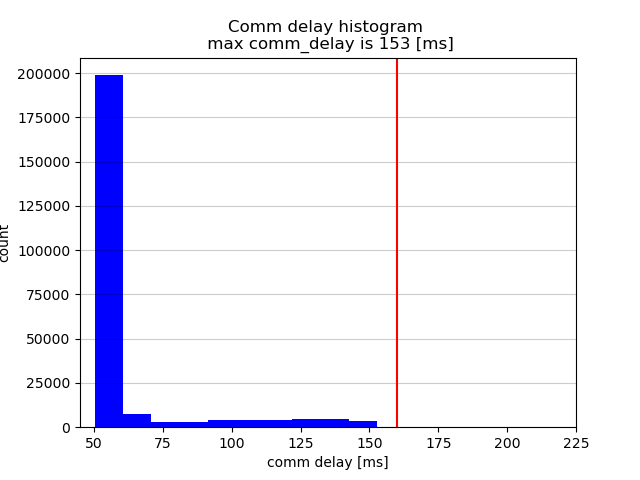 Comm delay histogram
max comm_delay is 153 [ms]
200000
175000
150000
125000
100000
75000
50000
25000
0
count
50 75 100 125 150 175 200 225
comm delay [ms]